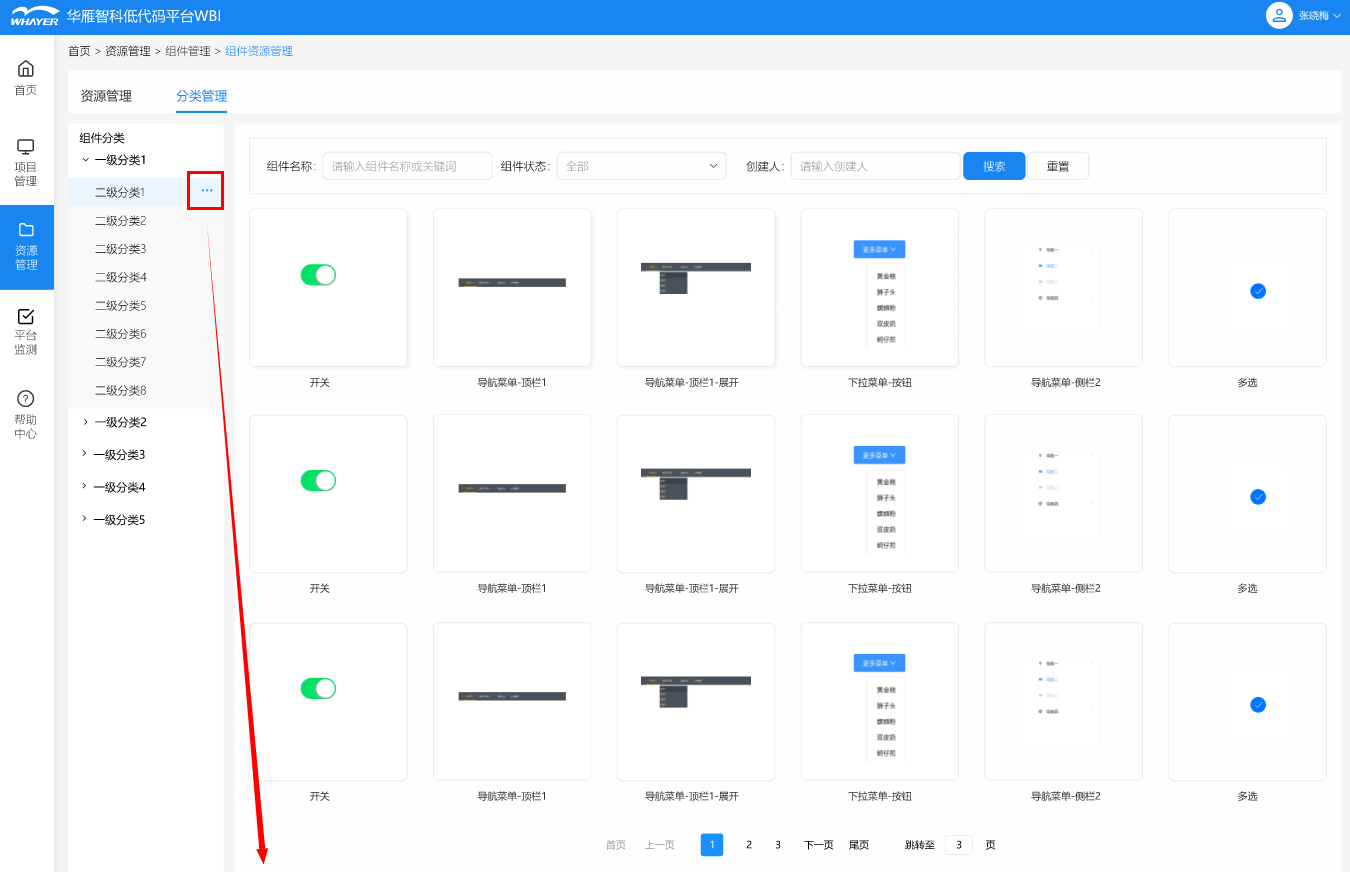 WHAYER 华雁智科低代码平台WBI
张晓梅
首页 > 资源管理 > 组件管理 > 组件资源管理
首页
项目
管理
资源
管理
平台
监测
帮助
中心
资源管理 分类管理
组件分类
一级分类1
二级分类1 ···
二级分类2
二级分类3
二级分类4
二级分类5
二级分类6
二级分类7
二级分类8
一级分类2
一级分类3
一级分类4
一级分类5
组件名称: 请输入组件名称或关键词 组件状态: 全部 创建人: 请输入创建人 搜索 重置
更多菜单
黄金糕
狮子头
螺蛳粉
双皮奶
蚵仔煎
开关 导航菜单-顶栏1 导航菜单-顶栏1-展开 下拉菜单-按钮 导航菜单-侧栏2 多选
更多菜单
黄金糕
狮子头
螺蛳粉
双皮奶
蚵仔煎
开关 导航菜单-顶栏1 导航菜单-顶栏1-展开 下拉菜单-按钮 导航菜单-侧栏2 多选
更多菜单
黄金糕
狮子头
螺蛳粉
双皮奶
蚵仔煎
开关 导航菜单-顶栏1 导航菜单-顶栏1-展开 下拉菜单-按钮 导航菜单-侧栏2 多选
首页 上一页 1 2 3 下一页 尾页 跳转至 3 页